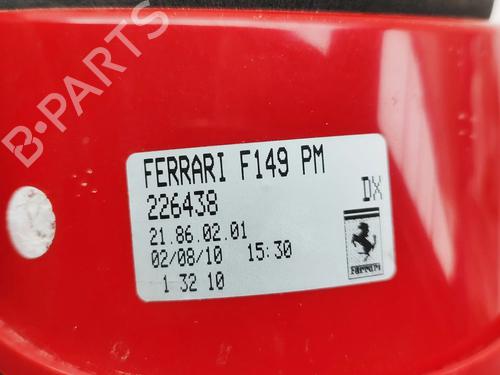 B-PARTS
FERRARI F149 PM
226438
DX
21.86.02.01
02/08/10 15:30
1 32 10
Ferrari